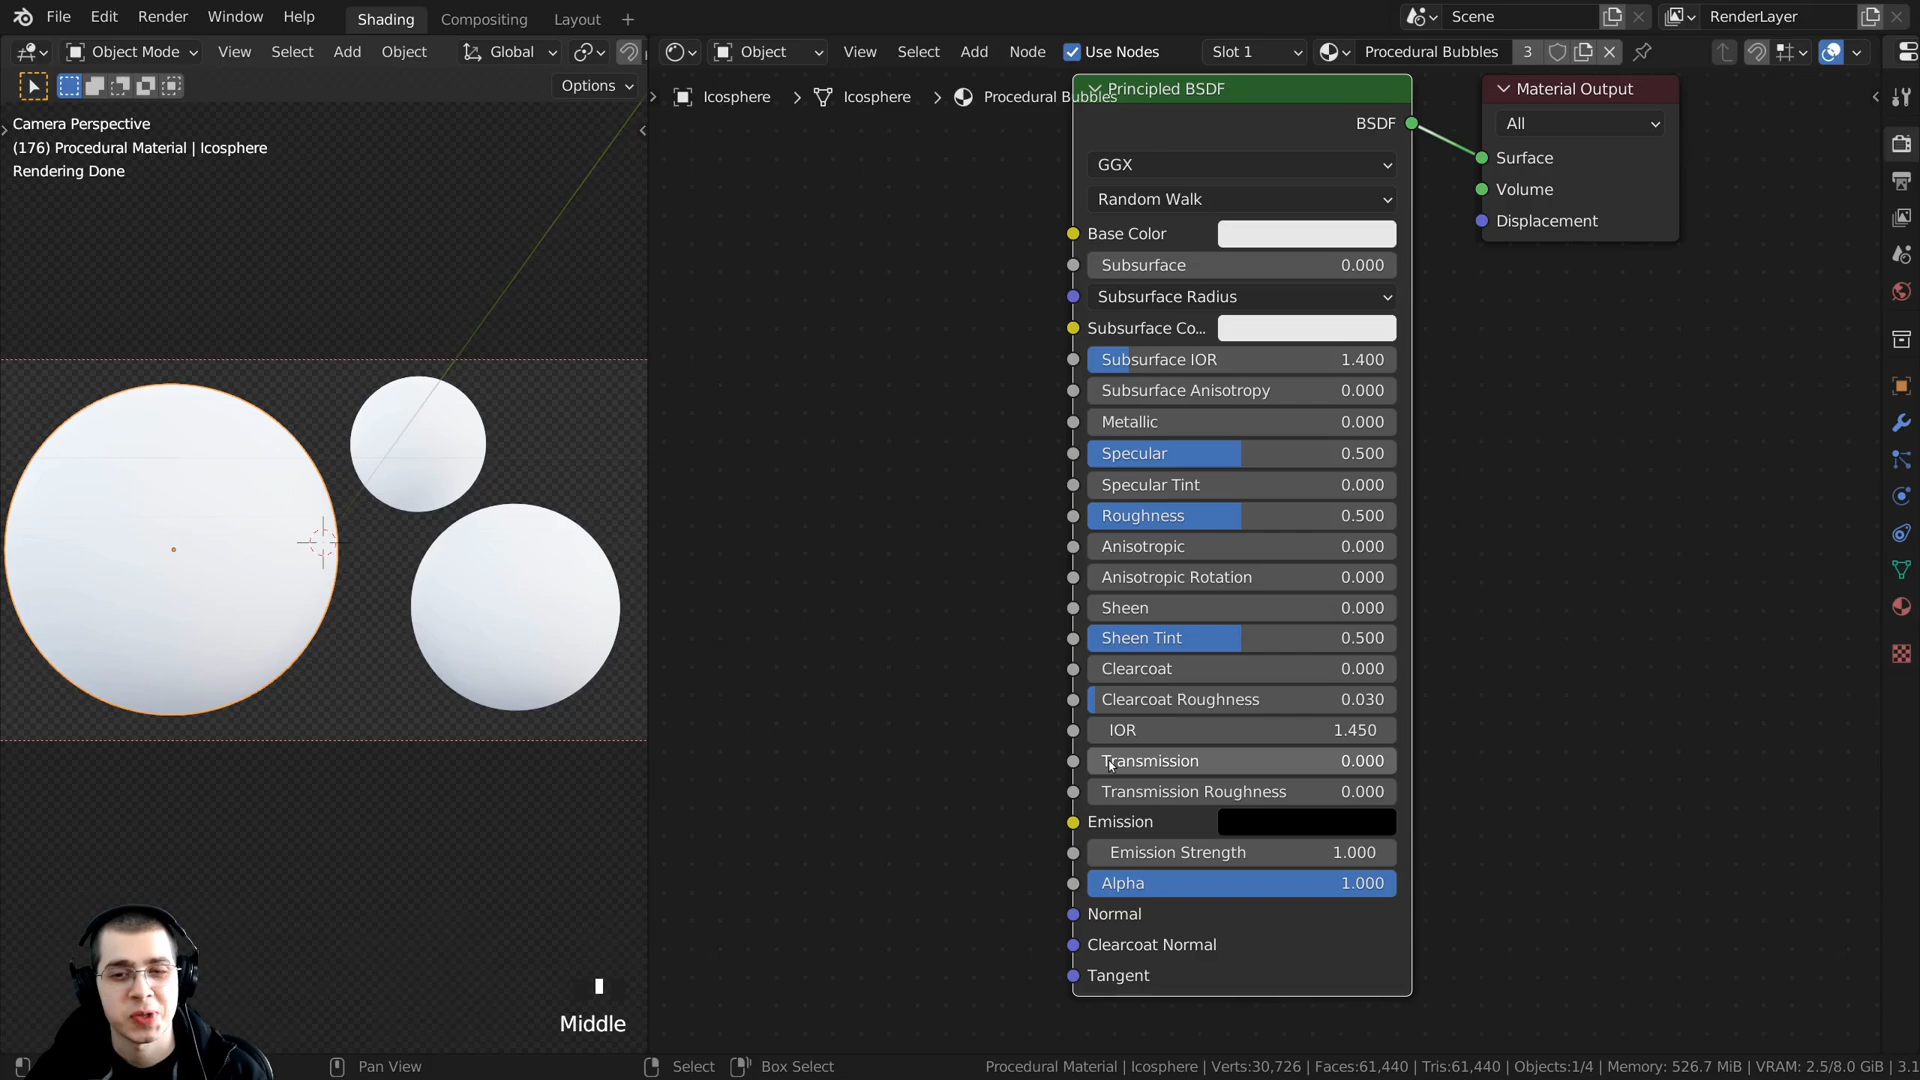 File Edit Render Window Help Shading Compositing Layout + Scene RenderLayer
Object Mode View Select Add Object Global Object View Select Add Node Use Nodes Slot 1 Procedural Bubbles 3
Options
Icosphere > Icosphere > Procedural Bubbles
Camera Perspective
(176) Procedural Material | Icosphere
Rendering Done
Principled BSDF
BSDF
GGX
Random Walk
Base Color
Subsurface 0.000
Subsurface Radius
Subsurface Co...
Subsurface IOR 1.400
Subsurface Anisotropy 0.000
Metallic 0.000
Specular 0.500
Specular Tint 0.000
Roughness 0.500
Anisotropic 0.000
Anisotropic Rotation 0.000
Sheen 0.000
Sheen Tint 0.500
Clearcoat 0.000
Clearcoat Roughness 0.030
IOR 1.450
Transmission 0.000
Transmission Roughness 0.000
Emission
Emission Strength 1.000
Alpha 1.000
Normal
Clearcoat Normal
Tangent
Material Output
All
Surface
Volume
Displacement
Middle
Pan View Select Box Select Procedural Material | Icosphere | Verts:30,726 | Faces:61,440 | Tris:61,440 | Objects:1/4 | Memory: 526.7 MiB | VRAM: 2.5/8.0 GiB | 3.1